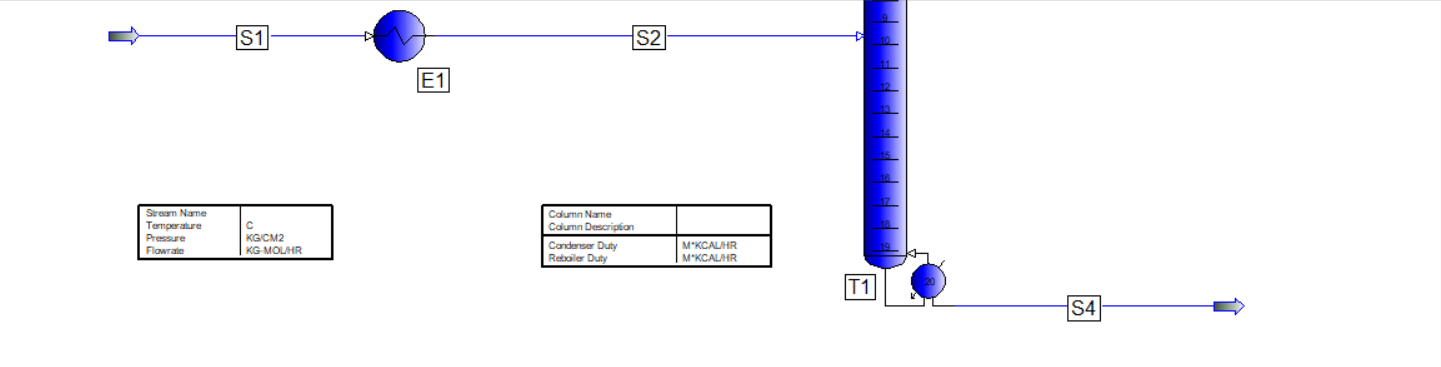 9
S1
S2
10
11
E1
12
13
14
15
16
17
18
19
Stream Name
Temperature C
Pressure KG/CM2
Flowrate KG-MOL/HR
Column Name
Column Description
Condenser Duty M*KCAL/HR
Reboiler Duty M*KCAL/HR
T1
20
S4